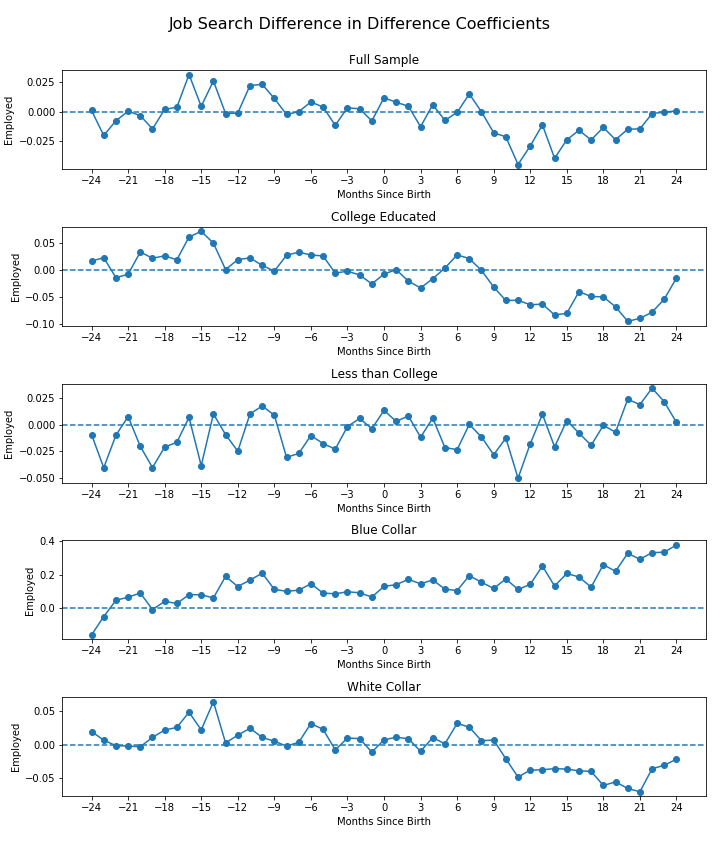 Job Search Difference in Difference Coefficients
Full Sample
Employed
0.025
0.000
−0.025
−24 −21 −18 −15 −12 −9 −6 −3 0 3 6 9 12 15 18 21 24
Months Since Birth
College Educated
Employed
0.05
0.00
−0.05
−0.10
−24 −21 −18 −15 −12 −9 −6 −3 0 3 6 9 12 15 18 21 24
Months Since Birth
Less than College
Employed
0.025
0.000
−0.025
−0.050
−24 −21 −18 −15 −12 −9 −6 −3 0 3 6 9 12 15 18 21 24
Months Since Birth
Blue Collar
Employed
0.4
0.2
0.0
−24 −21 −18 −15 −12 −9 −6 −3 0 3 6 9 12 15 18 21 24
Months Since Birth
White Collar
Employed
0.05
0.00
−0.05
−24 −21 −18 −15 −12 −9 −6 −3 0 3 6 9 12 15 18 21 24
Months Since Birth